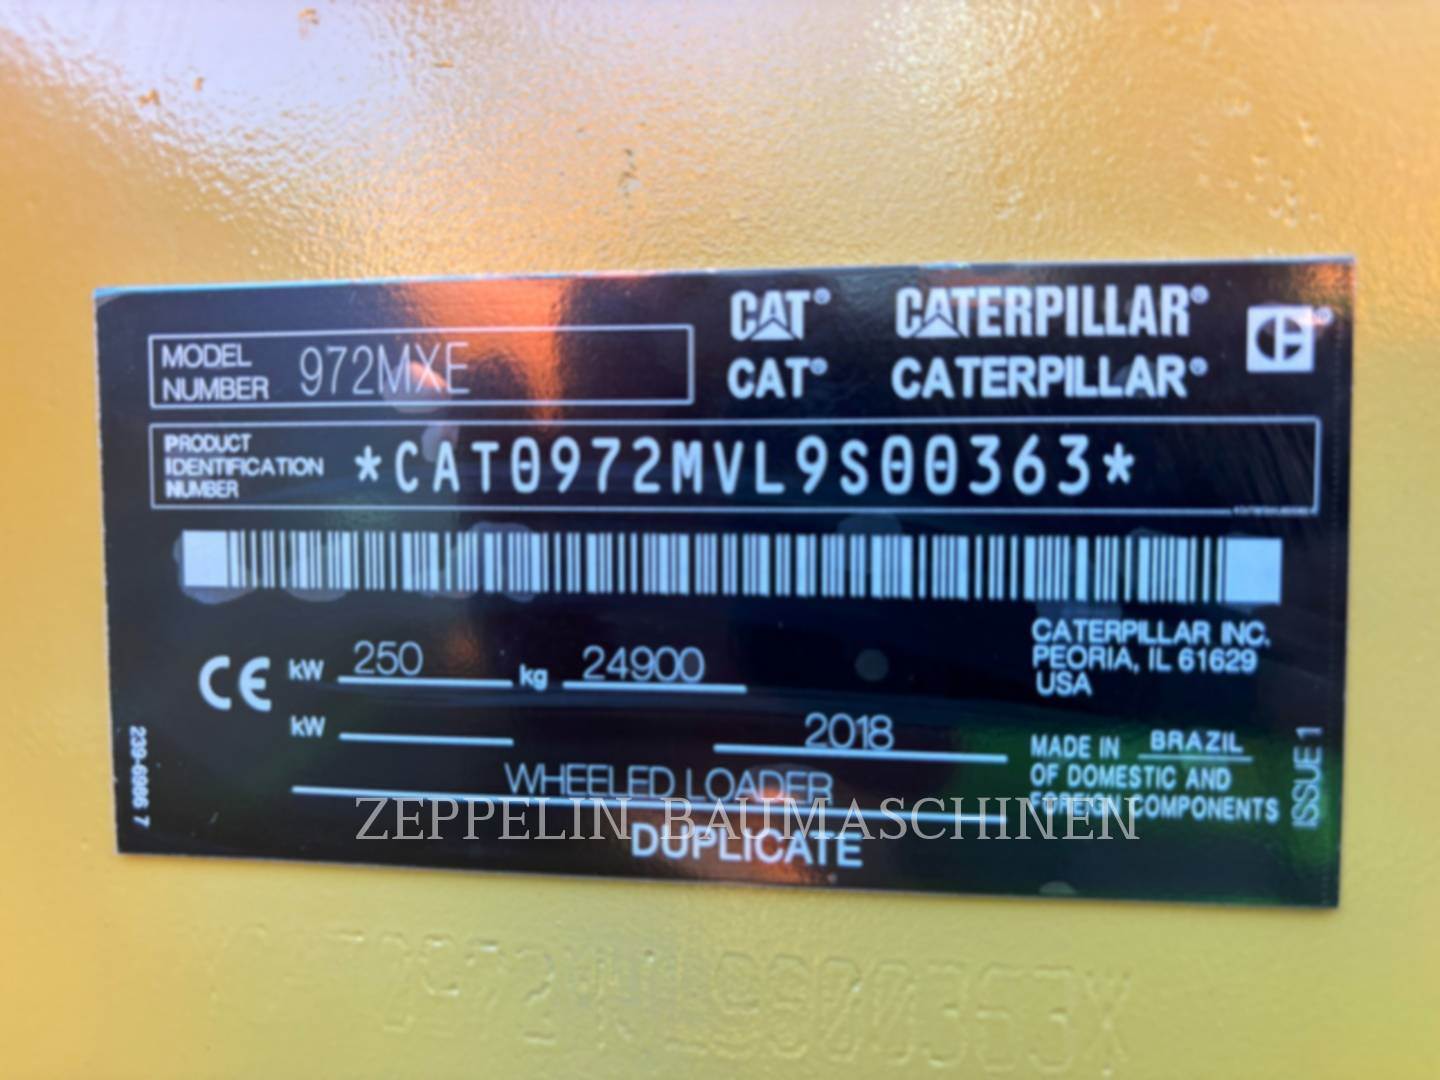 CAT® CATERPILLAR®
MODEL NUMBER 972MXE
CAT® CATERPILLAR®
PRODUCT IDENTIFICATION NUMBER *CAT0972MVL9S00363*
CE kW 250 kg 24900
kW
2018
WHEELED LOADER
CATERPILLAR INC.
PEORIA, IL 61629
USA
MADE IN BRAZIL
OF DOMESTIC AND
FOREIGN COMPONENTS
ISSUE 1
239-6986 7
ZEPPELIN BAUMASCHINEN
DUPLICATE